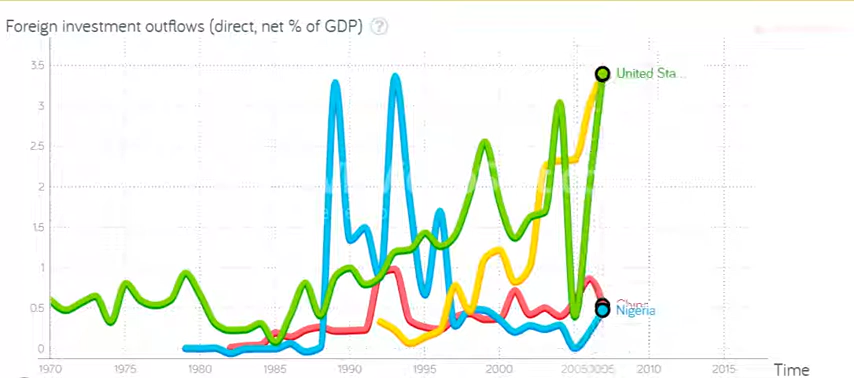 Foreign investment outflows (direct, net % of GDP) ?
3.5
United Sta...
3
2.5
2
1.5
1
0.5
China
Nigeria
0
1970 1975 1980 1985 1990 1995 2000 2010 2015 Time